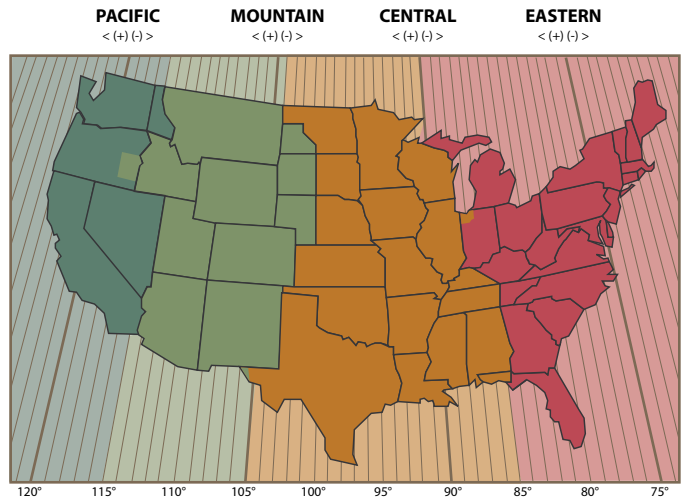 PACIFIC MOUNTAIN CENTRAL EASTERN
< (+) (-) > < (+) (-) > < (+) (-) > < (+) (-) >
120° 115° 110° 105° 100° 95° 90° 85° 80° 75°